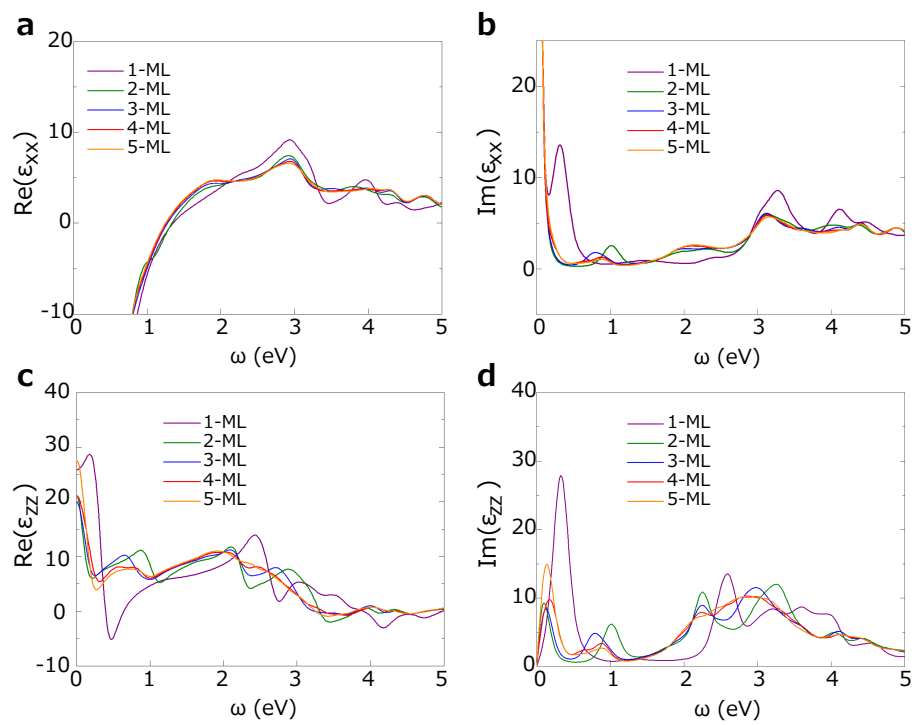 a
20
10
0
-10
Re(εxx)
1-ML
2-ML
3-ML
4-ML
5-ML
0 1 2 3 4 5
ω (eV)
b
20
10
0
Im(εxx)
1-ML
2-ML
3-ML
4-ML
5-ML
0 1 2 3 4 5
ω (eV)
c
40
30
20
10
0
-10
Re(εzz)
1-ML
2-ML
3-ML
4-ML
5-ML
0 1 2 3 4 5
ω (eV)
d
40
30
20
10
0
Im(εzz)
1-ML
2-ML
3-ML
4-ML
5-ML
0 1 2 3 4 5
ω (eV)